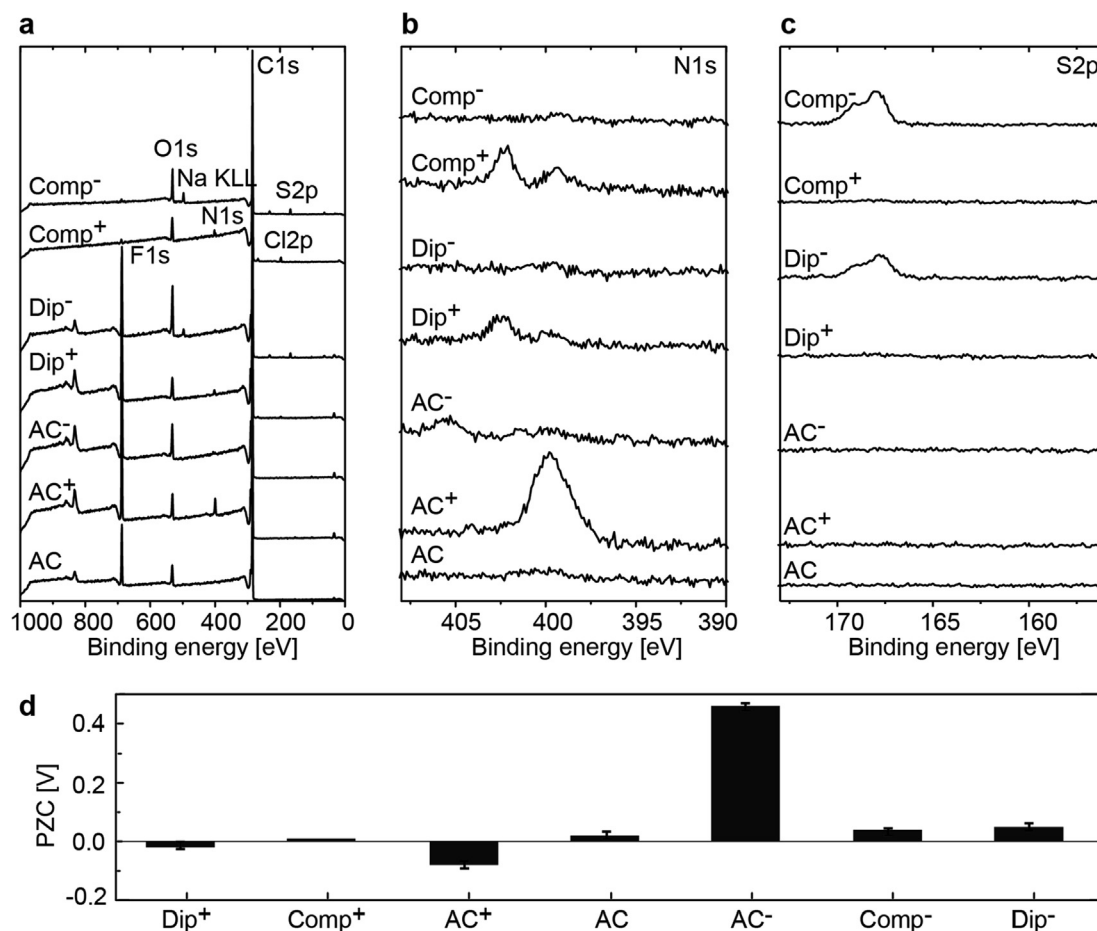 a
C1s
O1s
Na KLL
Comp⁻
S2p
N1s
Comp⁺
Cl2p
F1s
Dip⁻
Dip⁺
AC⁻
AC⁺
AC
1000 800 600 400 200 0
Binding energy [eV]
b
N1s
Comp⁻
Comp⁺
Dip⁻
Dip⁺
AC⁻
AC⁺
AC
405 400 395 390
Binding energy [eV]
c
S2p
Comp⁻
Comp⁺
Dip⁻
Dip⁺
AC⁻
AC⁺
AC
170 165 160
Binding energy [eV]
d
PZC [V]
0.4
0.2
0.0
-0.2
Dip⁺ Comp⁺ AC⁺ AC AC⁻ Comp⁻ Dip⁻